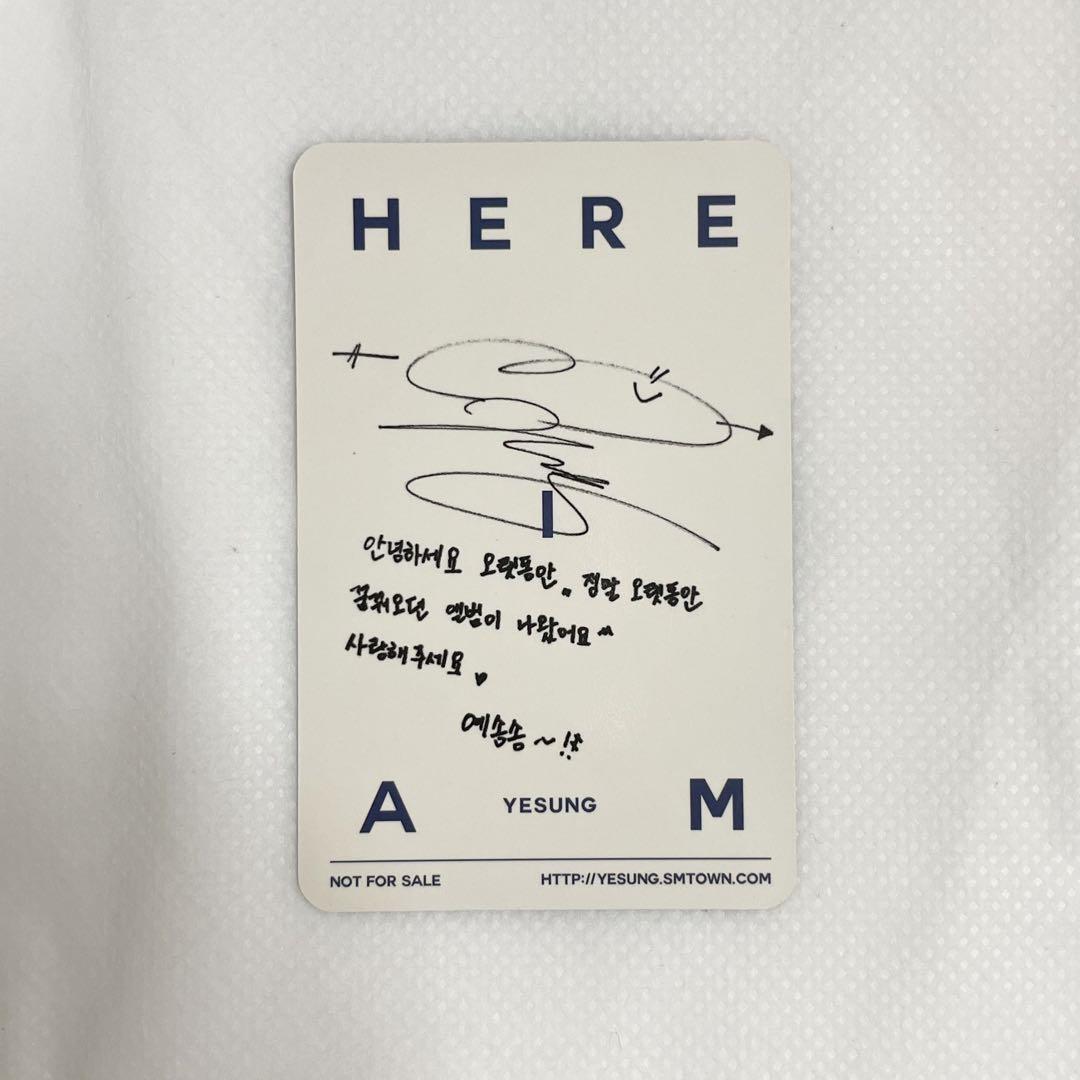 HERE
I
안녕하세요 오랫동안. 정말 오랫동안
꿈꿔오던 앨범이 나왔어요^^
사랑해주세요♥
예송송~!!
A YESUNG M
NOT FOR SALE HTTP://YESUNG.SMTOWN.COM